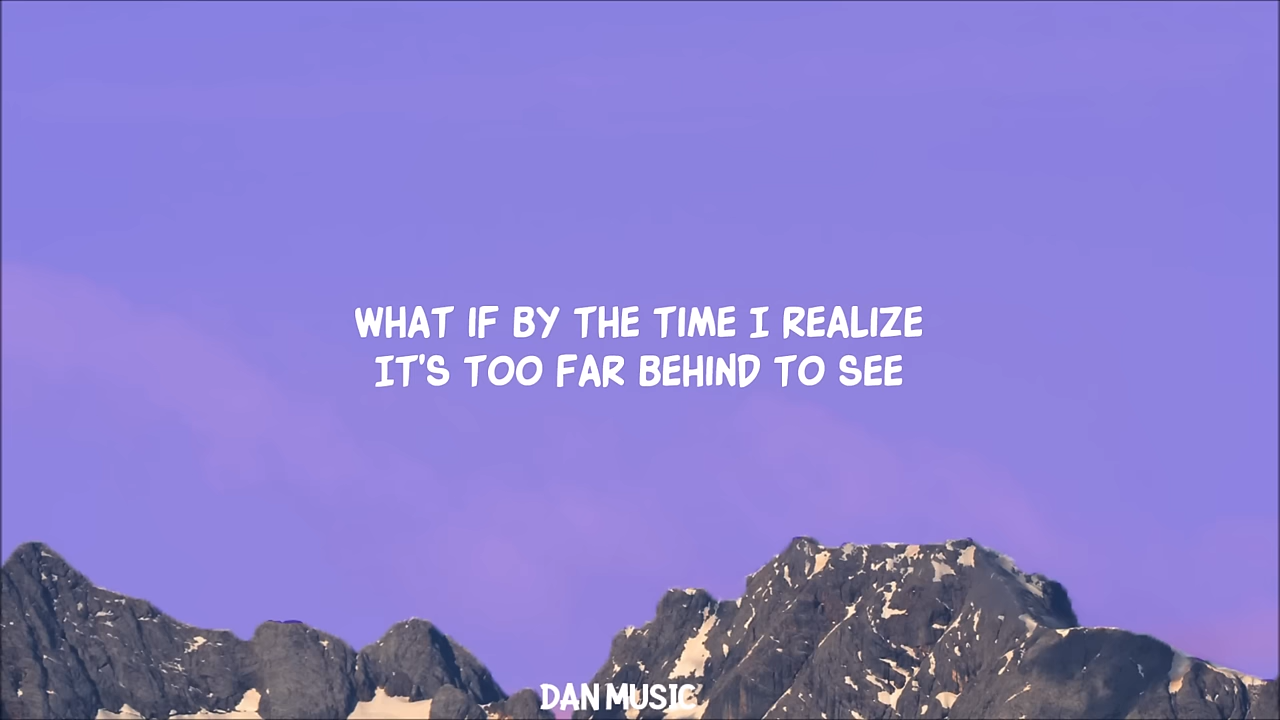 WHAT IF BY THE TIME I REALIZE
IT'S TOO FAR BEHIND TO SEE
DAN MUSIC